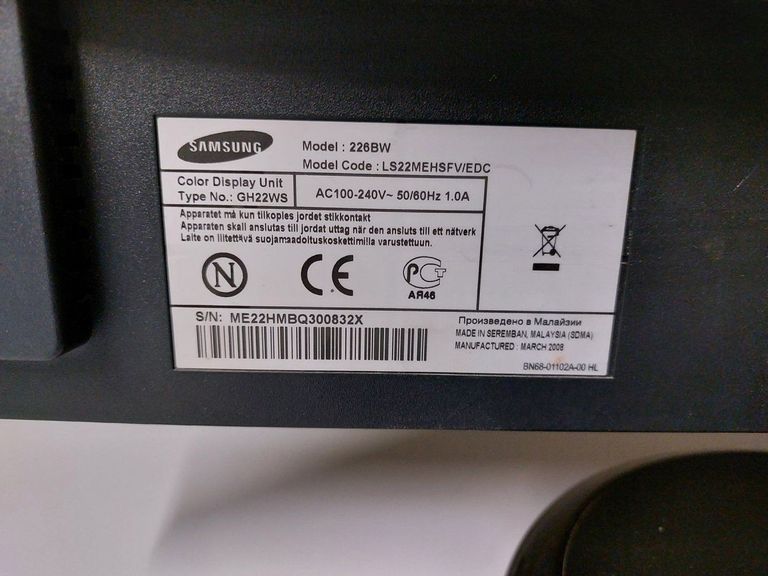 SAMSUNG
Model : 226BW
Model Code : LS22MEHSFV/EDC
Color Display Unit
Type No.: GH22WS
AC100-240V~ 50/60Hz 1.0A
Apparatet må kun tilkoples jordet stikkontakt
Apparaten skall anslutas till jordat uttag när den ansluts till ett nätverk
Laite on liitettävä suojamaadoituskoskettimilla varustettuun.
N
CE
PCT
АЯ46
S/N: ME22HMBQ300832X
Произведено в Малайзии
MADE IN SEREMBAN, MALAYSIA (SDMA)
MANUFACTURED : MARCH 2008
BN68-01102A-00 HL